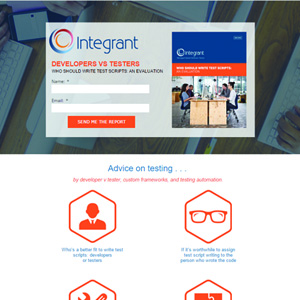 Integrant
DEVELOPERS VS TESTERS
WHO SHOULD WRITE TEST SCRIPTS: AN EVALUATION
Name: *
Email: *
SEND ME THE REPORT
Integrant
WHO SHOULD WRITE TEST SCRIPTS:
AN EVALUATION
Advice on testing . . .
by developer v tester, custom frameworks, and testing automation
Who's a better fit to write test
scripts: developers
or testers
If it's worthwhile to assign
test script writing to the
person who wrote the code